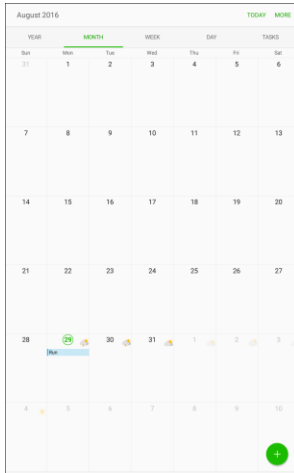 August 2016 TODAY MORE
YEAR MONTH WEEK DAY TASKS
Sun Mon Tue Wed Thu Fri Sat
31 1 2 3 4 5 6
7 8 9 10 11 12 13
14 15 16 17 18 19 20
21 22 23 24 25 26 27
28 29 30 31 1 2 3
Run
4 5 6 7 8 9 10